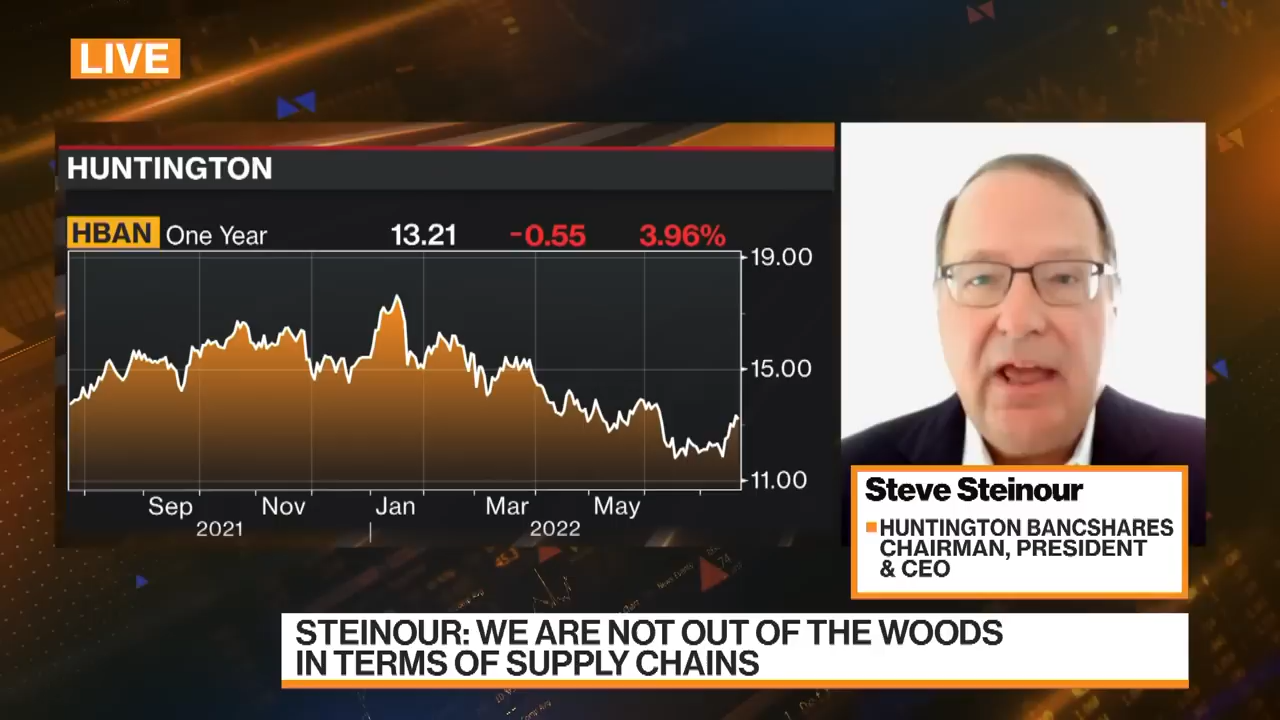 LIVE
HUNTINGTON
HBAN One Year 13.21 -0.55 3.96%
19.00
15.00
11.00
Sep Nov Jan Mar May
2021 2022
Steve Steinour
HUNTINGTON BANCSHARES
CHAIRMAN, PRESIDENT
& CEO
STEINOUR: WE ARE NOT OUT OF THE WOODS
IN TERMS OF SUPPLY CHAINS